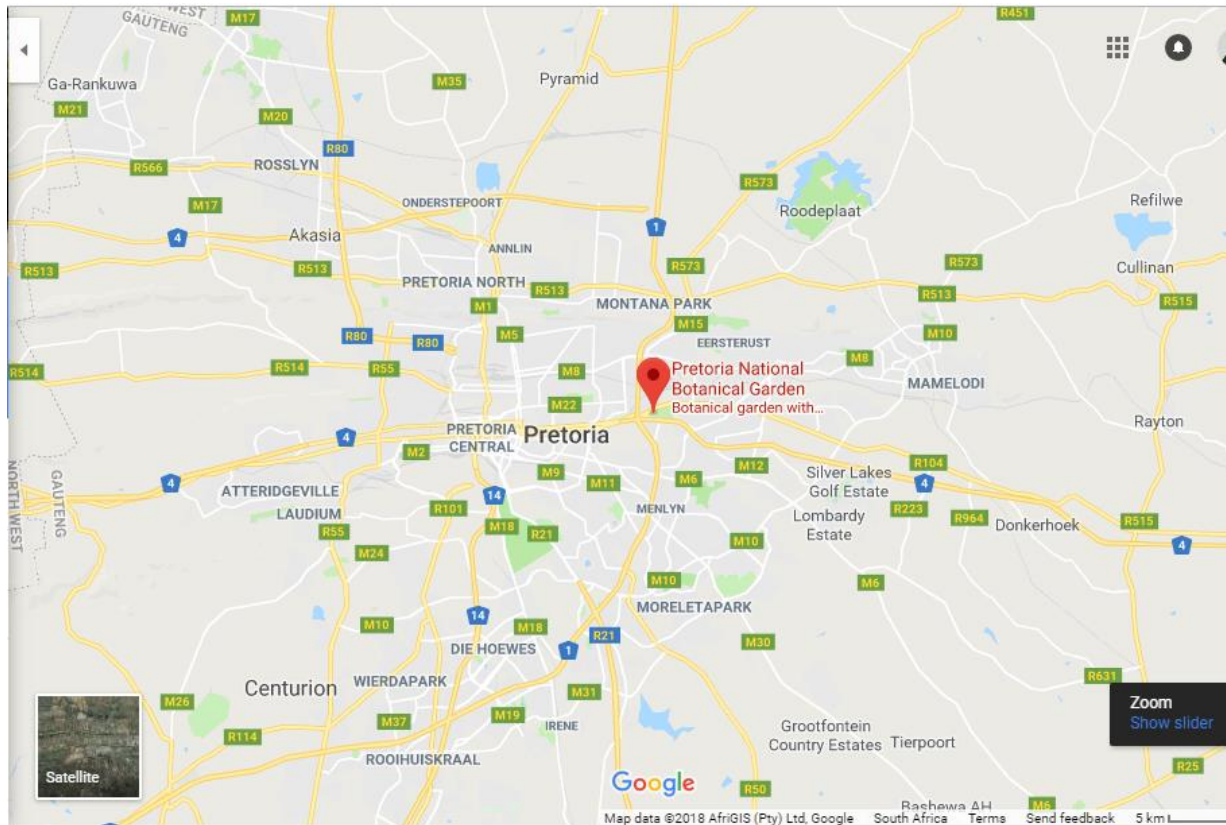 WEST
GAUTENG
M17
R451
Ga-Rankuwa
M35
Pyramid
M21
M20
R80
ROSSLYN
R566
R573
Refilwe
M17
ONDERSTEPOORT
Roodeplaat
4
Akasia
1
ANNLIN
R513
R513
PRETORIA NORTH
R573
R573
Cullinan
R513
R513
R515
M1
MONTANA PARK
M15
M10
R80
R80
M5
EERSTERUST
M8
R514
R514
R55
M8
Pretoria National
Botanical Garden
Botanical garden with...
MAMELODI
M22
Rayton
4
PRETORIA
CENTRAL
Pretoria
M2
M9
M12
R104
NORTH WEST
GAUTENG
4
ATTERIDGEVILLE
14
M11
M6
Silver Lakes
Golf Estate
4
LAUDIUM
R101
MENLYN
R223
R964
Lombardy
Estate
Donkerhoek
R515
R55
M18
R21
M10
4
M24
M10
M6
14
MORELETAPARK
M10
M18
R21
M30
DIE HOEWES
1
R631
Centurion
WIERDAPARK
M26
M31
Zoom
Show slider
M37
M19
IRENE
Grootfontein
Country Estates
Tierpoort
R114
ROOIHUISKRAAL
R25
Satellite
Google
R50
Bashewa AH
M6
Map data ©2018 AfriGIS (Pty) Ltd, Google South Africa Terms Send feedback 5 km